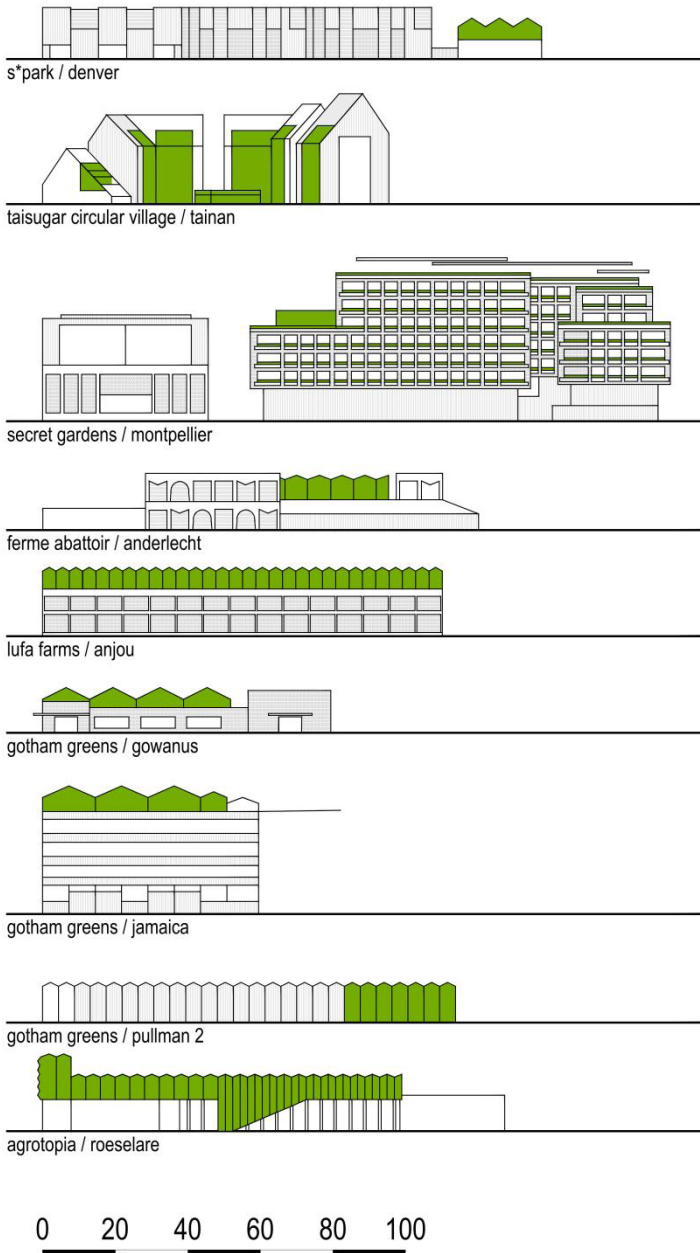 s*park / denver
taisugar circular village / tainan
secret gardens / montpellier
ferme abattoir / anderlecht
lufa farms / anjou
gotham greens / gowanus
gotham greens / jamaica
gotham greens / pullman 2
agrotopia / roeselare
0 20 40 60 80 100